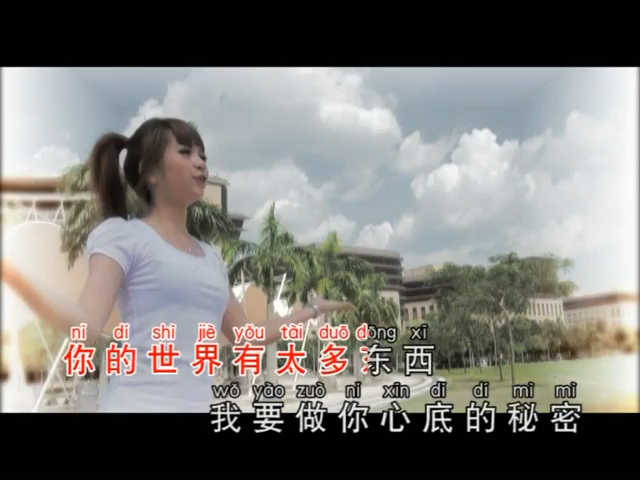 nǐ dí shì jiè yǒu tài duō dōng xī
你的世界有太多东西
wǒ yào zuò nǐ xīn dǐ dí mì mì
我要做你心底的秘密